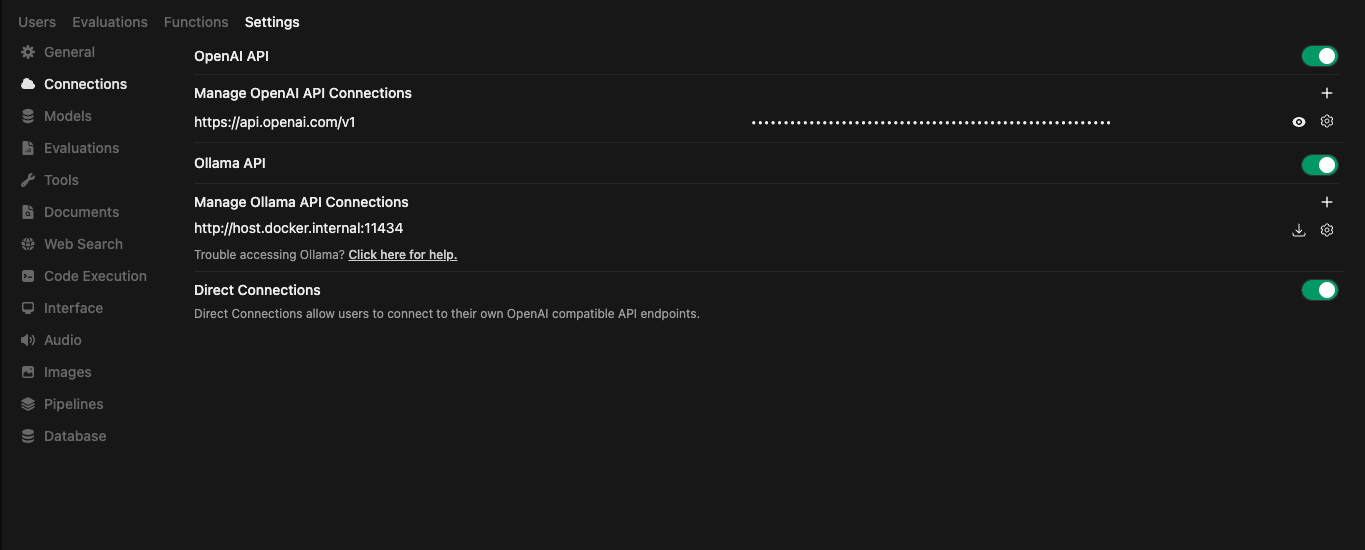 Users Evaluations Functions Settings
General
Connections
Models
Evaluations
Tools
Documents
Web Search
Code Execution
Interface
Audio
Images
Pipelines
Database
OpenAI API
Manage OpenAI API Connections
https://api.openai.com/v1
Ollama API
Manage Ollama API Connections
http://host.docker.internal:11434
Trouble accessing Ollama? Click here for help.
Direct Connections
Direct Connections allow users to connect to their own OpenAI compatible API endpoints.